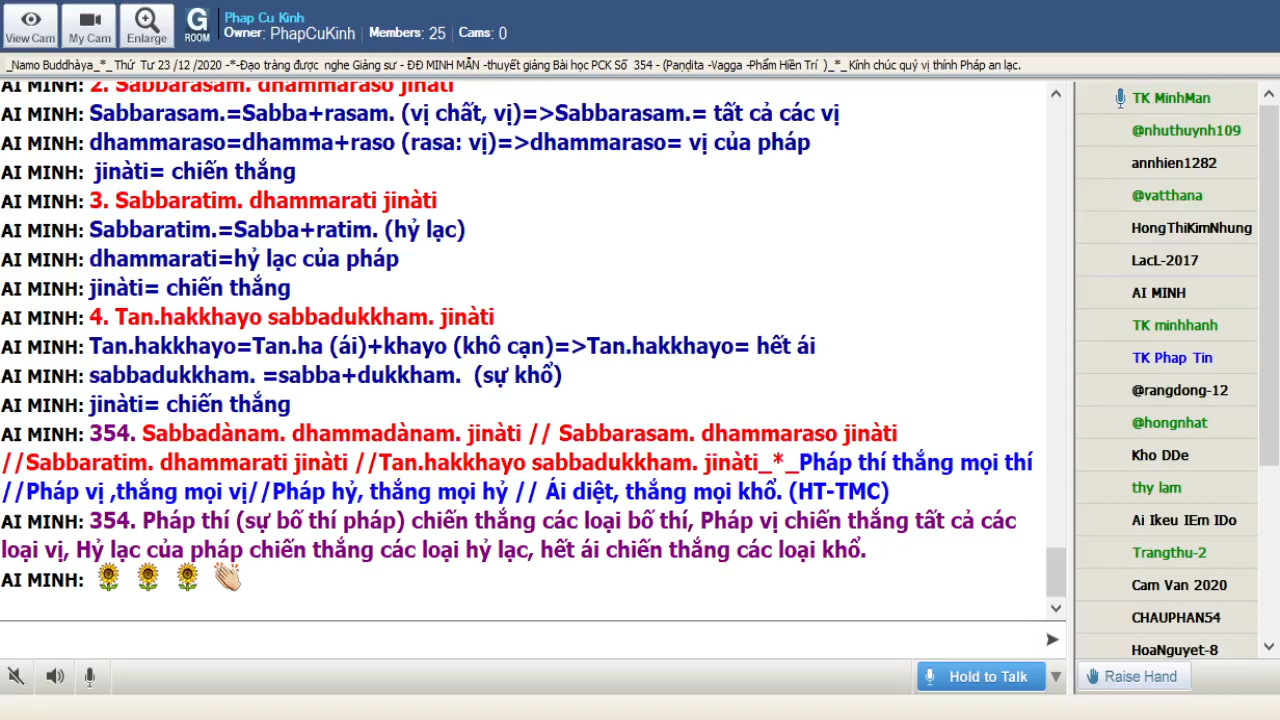 View Cam
My Cam
Enlarge
G
ROOM
Phap Cu Kinh
Owner: PhapCuKinh | Members: 25 | Cams: 0
_Namo Buddhàya_*_ Thứ Tư 23 /12 /2020 -*-Đạo tràng được nghe Giảng sư - ĐĐ MINH MẪN -thuyết giảng Bài học PCK Số 354 - (Paṇḍita -Vagga -Phẩm Hiền Trí )_*_ Kính chúc quý vị thính Pháp an lạc.
AI MINH: 2. Sabbarasam. dhammaraso jinàti
AI MINH: Sabbarasam.=Sabba+rasam. (vị chất, vị)=>Sabbarasam.= tất cả các vị
AI MINH: dhammaraso=dhamma+raso (rasa: vị)=>dhammaraso= vị của pháp
AI MINH: jinàti= chiến thắng
AI MINH: 3. Sabbaratim. dhammarati jinàti
AI MINH: Sabbaratim.=Sabba+ratim. (hỷ lạc)
AI MINH: dhammarati=hỷ lạc của pháp
AI MINH: jinàti= chiến thắng
AI MINH: 4. Tan.hakkhayo sabbadukkham. jinàti
AI MINH: Tan.hakkhayo=Tan.ha (ái)+khayo (khô cạn)=>Tan.hakkhayo= hết ái
AI MINH: sabbadukkham. =sabba+dukkham. (sự khổ)
AI MINH: jinàti= chiến thắng
AI MINH: 354. Sabbadànam. dhammadànam. jinàti // Sabbarasam. dhammaraso jinàti
//Sabbaratim. dhammarati jinàti //Tan.hakkhayo sabbadukkham. jinàti_*_Pháp thí thắng mọi thí
//Pháp vị ,thắng mọi vị//Pháp hỷ, thắng mọi hỷ // Ái diệt, thắng mọi khổ. (HT-TMC)
AI MINH: 354. Pháp thí (sự bố thí pháp) chiến thắng các loại bố thí, Pháp vị chiến thắng tất cả các
loại vị, Hỷ lạc của pháp chiến thắng các loại hỷ lạc, hết ái chiến thắng các loại khổ.
AI MINH:
Hold to Talk
TK MinhMan
@nhuthuynh109
annhien1282
@vatthana
HongThiKimNhung
LacL-2017
AI MINH
TK minhhanh
TK Phap Tin
@rangdong-12
@hongnhat
Kho DDe
thy lam
Ai Ikeu IEm IDo
Trangthu-2
Cam Van 2020
CHAUPHAN54
HoaNguyet-8
Raise Hand